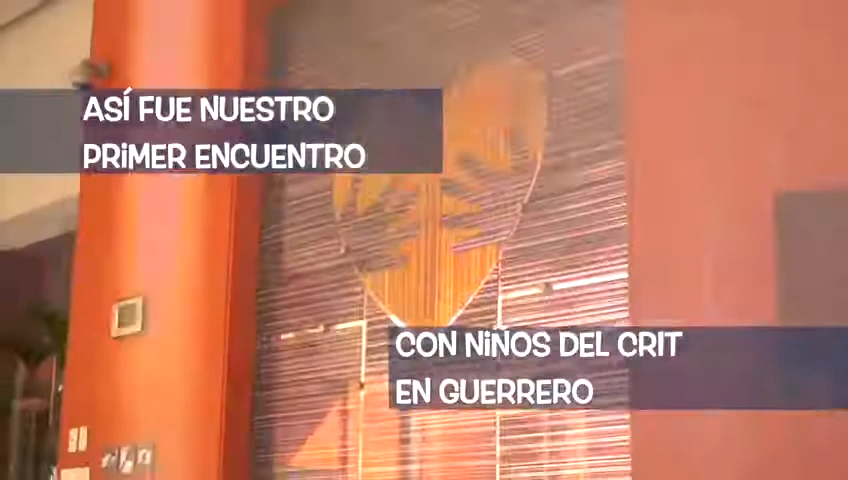 ASÍ FUE NUESTRO
PRiMER ENCUENTRO
CON NiÑOS DEL CRIT
EN GUERRERO